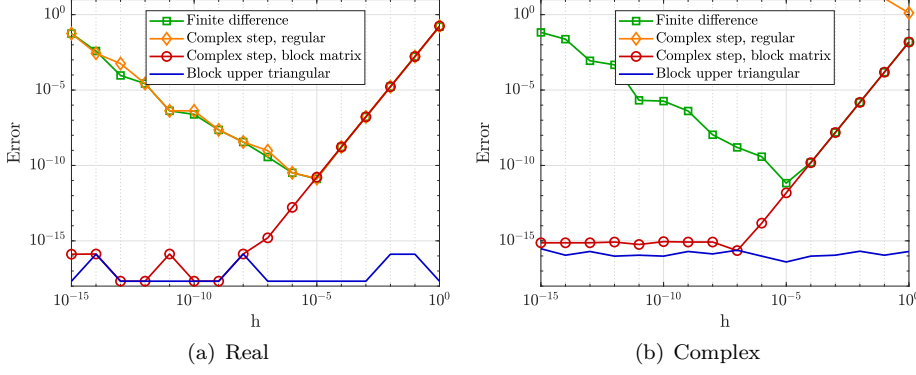 10^0
10^-5
10^-10
10^-15
Error
Finite difference
Complex step, regular
Complex step, block matrix
Block upper triangular
10^-15
10^-10
10^-5
10^0
h
(a) Real
10^0
10^-5
10^-10
10^-15
Error
Finite difference
Complex step, regular
Complex step, block matrix
Block upper triangular
10^-15
10^-10
10^-5
10^0
h
(b) Complex